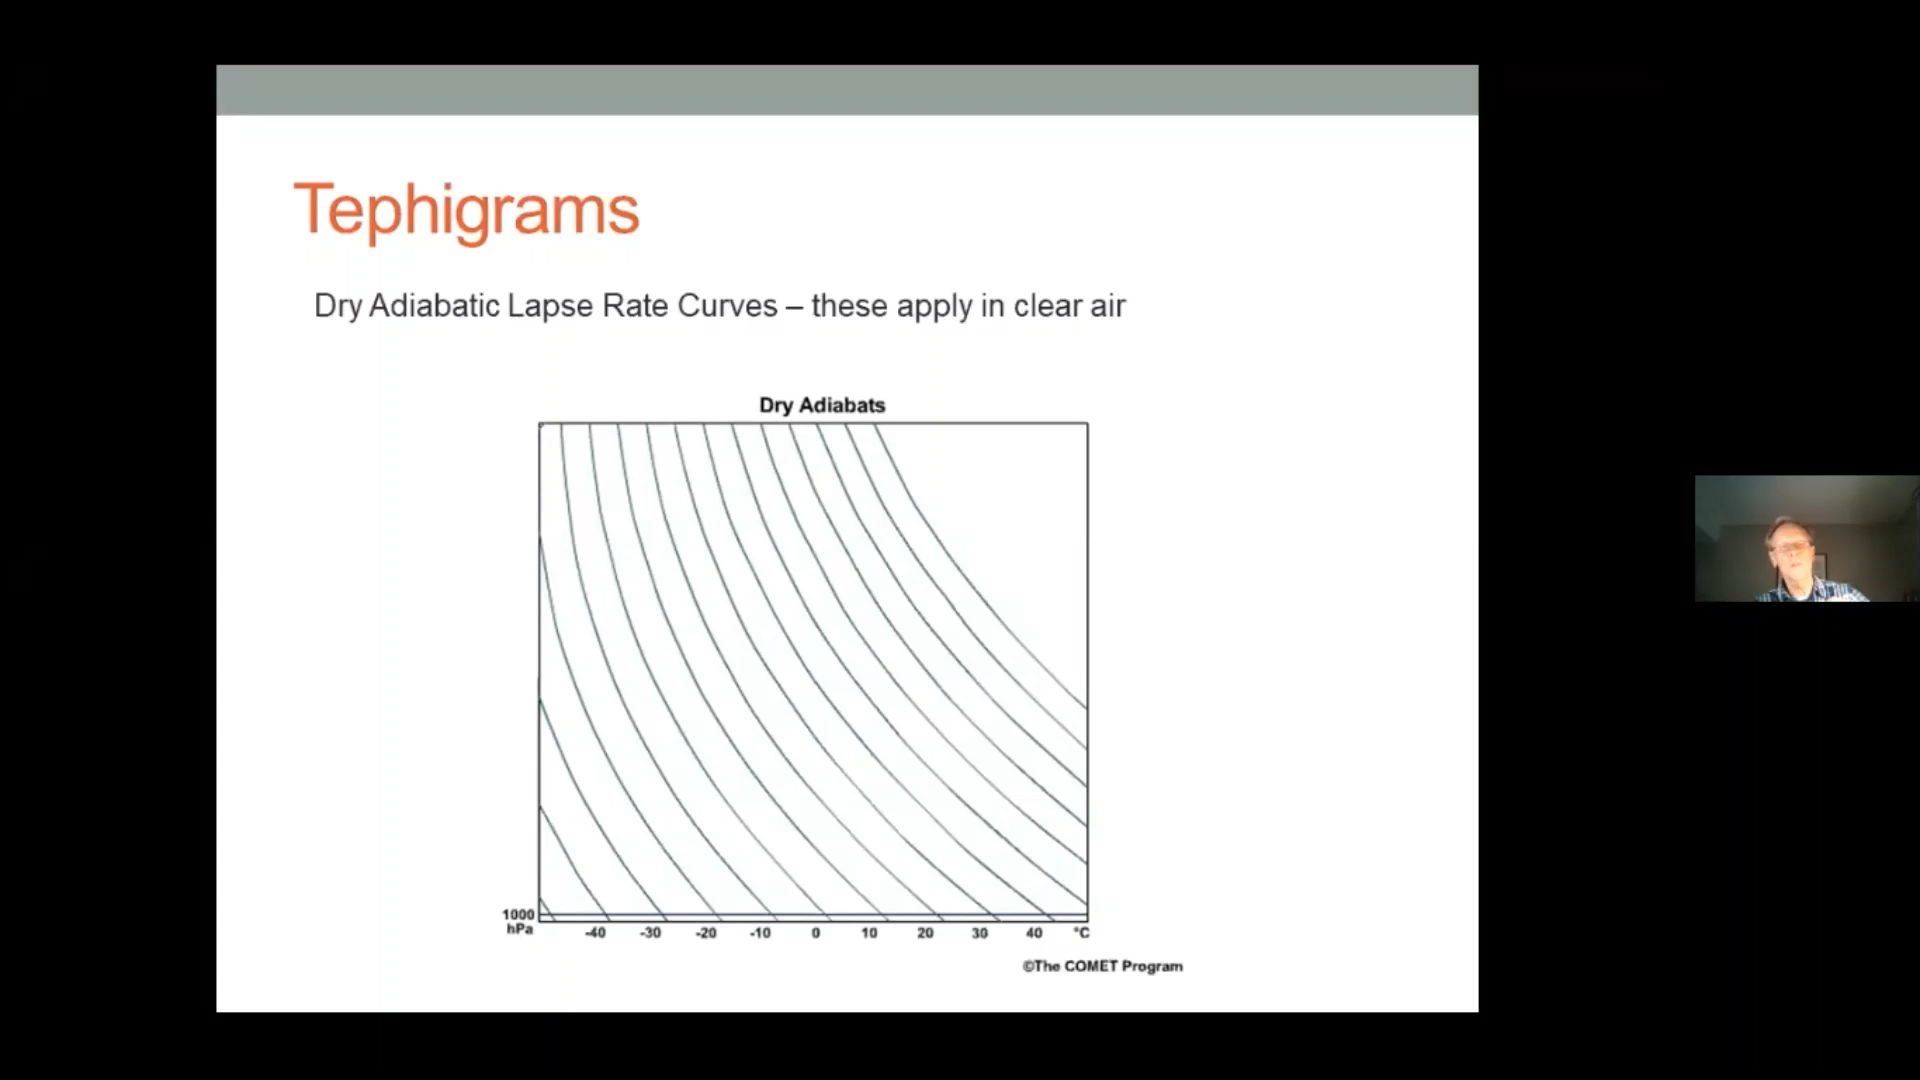 Tephigrams
Dry Adiabatic Lapse Rate Curves – these apply in clear air
Dry Adiabats
1000
hPa
-40 -30 -20 -10 0 10 20 30 40 °C
©The COMET Program